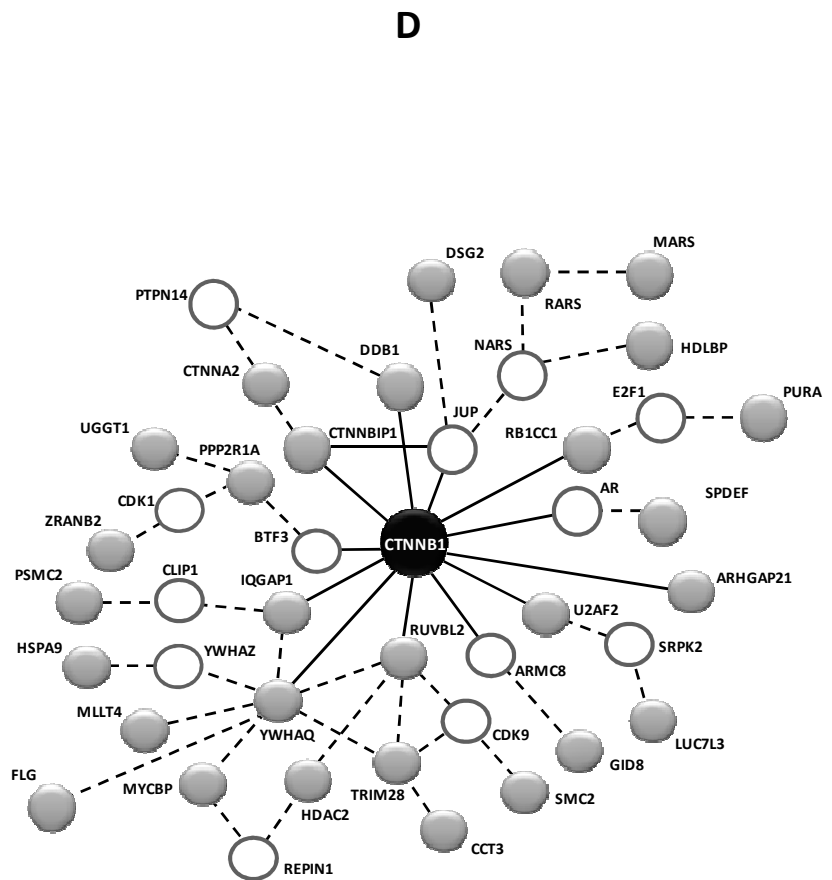 D
DSG2
MARS
PTPN14
RARS
DDB1
NARS
HDLBP
CTNNA2
E2F1
PURA
JUP
UGGT1
CTNNBIP1
RB1CC1
PPP2R1A
AR
SPDEF
CDK1
ZRANB2
BTF3
CTNNB1
CLIP1
IQGAP1
PSMC2
ARHGAP21
U2AF2
RUVBL2
HSPA9
YWHAZ
ARMC8
SRPK2
MLLT4
YWHAQ
CDK9
LUC7L3
GID8
FLG
MYCBP
TRIM28
SMC2
HDAC2
CCT3
REPIN1